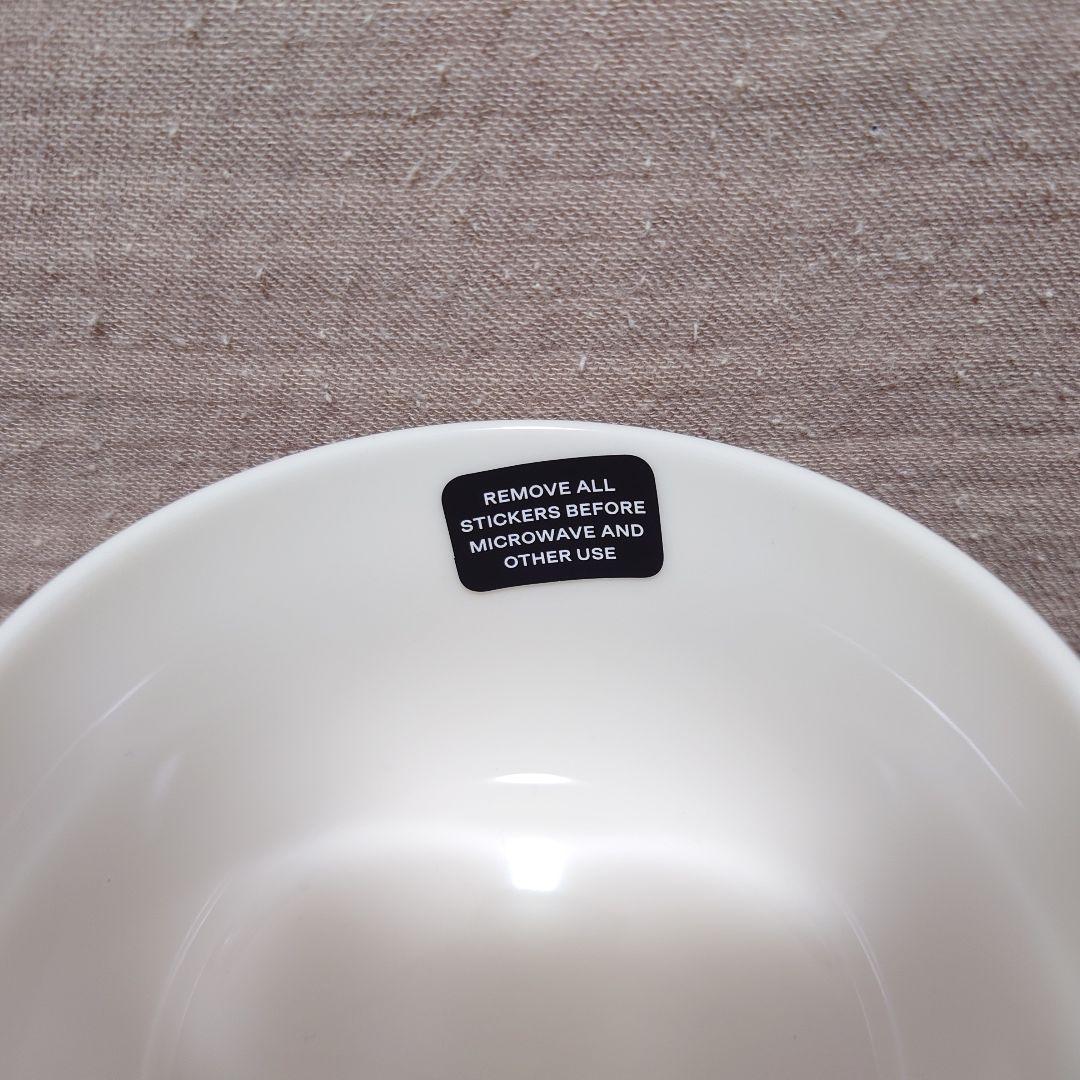 REMOVE ALL
STICKERS BEFORE
MICROWAVE AND
OTHER USE